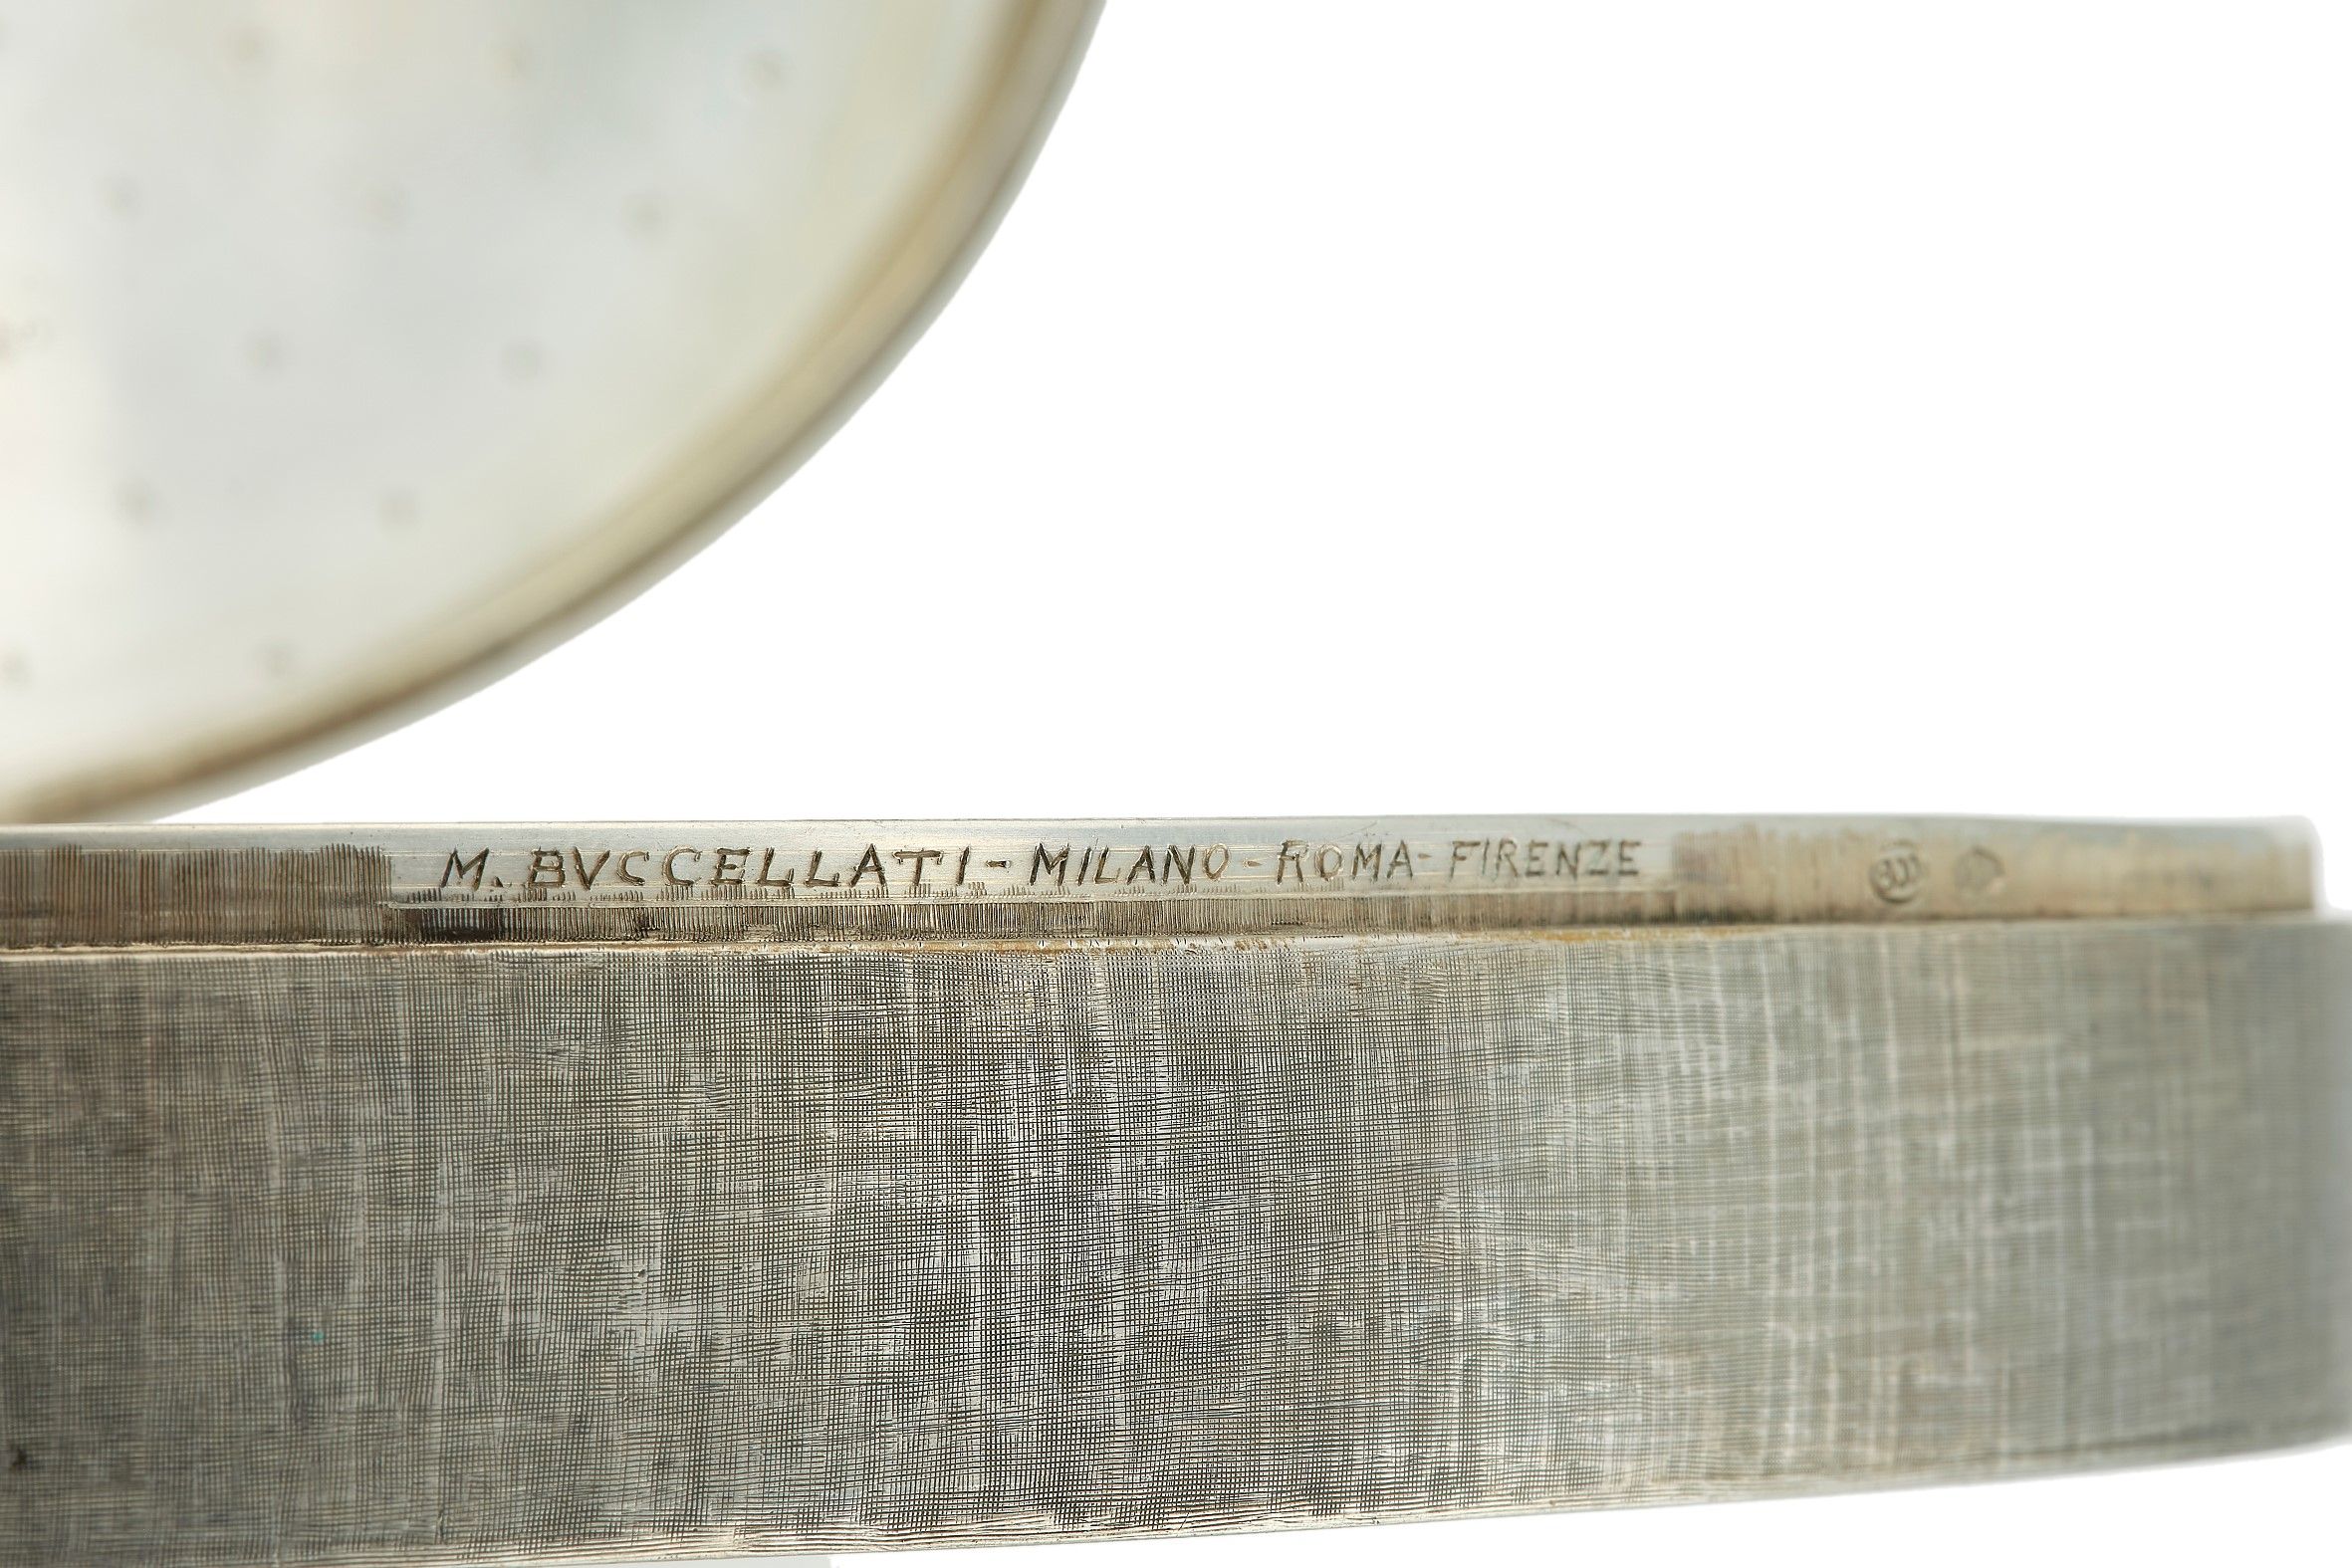 M. BVCCELLATI - MILANO - ROMA - FIRENZE